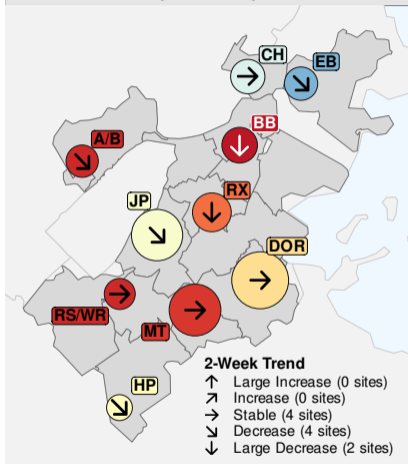 CH
EB
BB
A/B
RX
JP
DOR
RS/WR
MT
HP
2-Week Trend
↑ Large Increase (0 sites)
↗ Increase (0 sites)
→ Stable (4 sites)
↘ Decrease (4 sites)
↓ Large Decrease (2 sites)